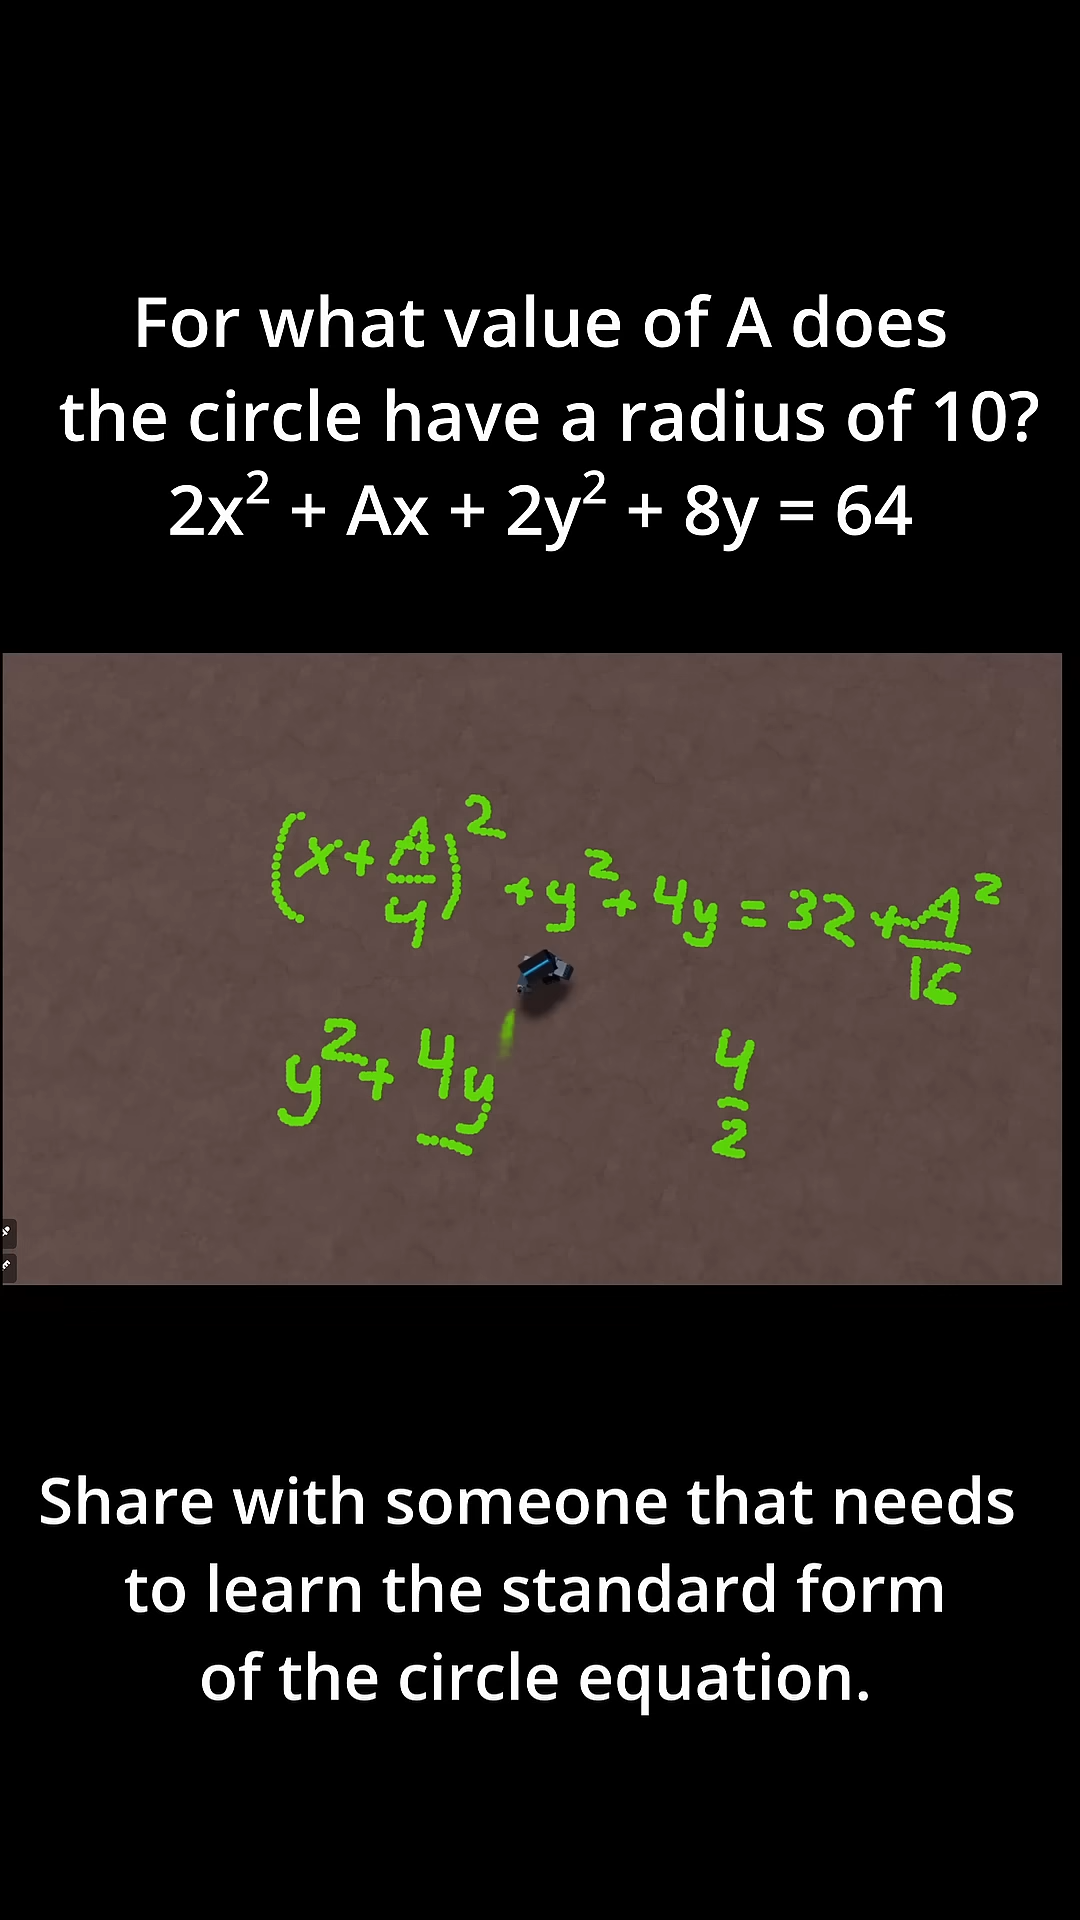 For what value of A does
the circle have a radius of 10?
2x² + Ax + 2y² + 8y = 64
(x+A/4)² + y² + 4y = 32 + A²/16
y² + 4y 4/2
Share with someone that needs
to learn the standard form
of the circle equation.